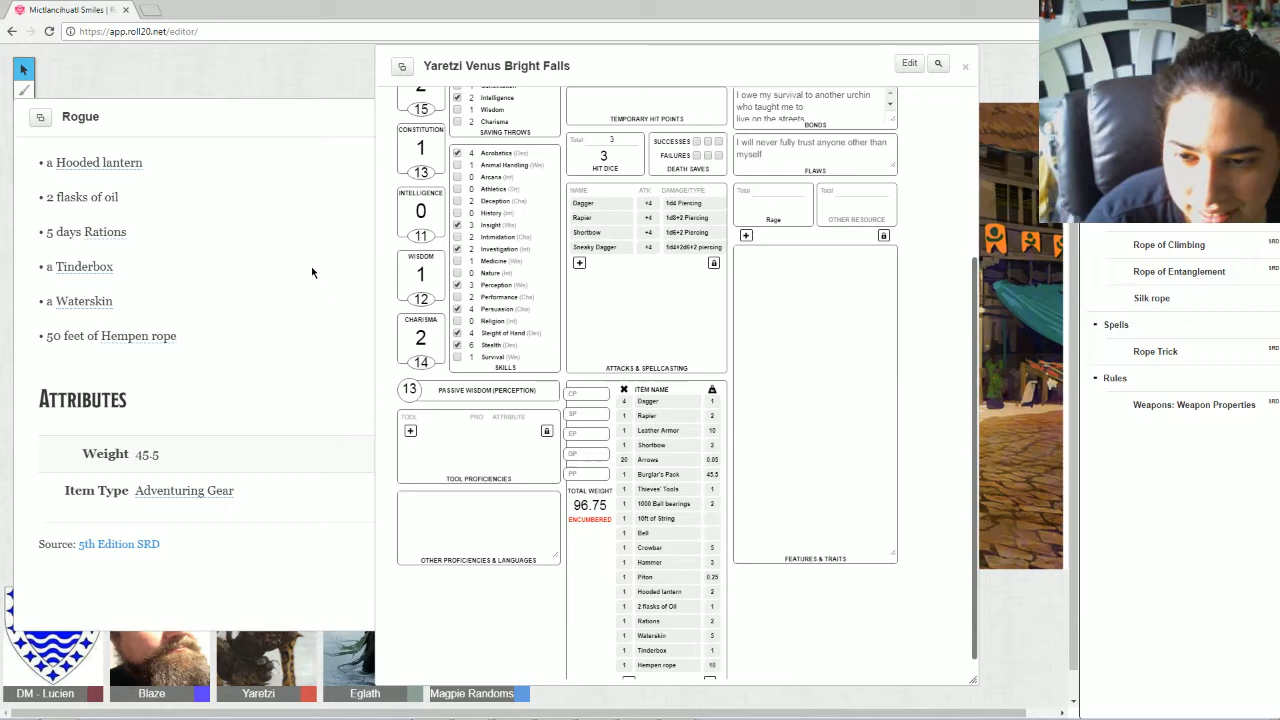 Mictlancihuatl Smiles | R
https://app.roll20.net/editor/
Rogue
• a Hooded lantern
• 2 flasks of oil
• 5 days Rations
• a Tinderbox
• a Waterskin
• 50 feet of Hempen rope
ATTRIBUTES
Weight 45.5
Item Type Adventuring Gear
Source: 5th Edition SRD
Yaretzi Venus Bright Falls
Edit
15
CONSTITUTION
1
13
INTELLIGENCE
0
11
WISDOM
1
12
CHARISMA
2
14
2 Intelligence
1 Wisdom
2 Charisma
SAVING THROWS
4 Acrobatics (Dex)
1 Animal Handling (Wis)
0 Arcana (Int)
0 Athletics (Str)
2 Deception (Cha)
0 History (Int)
3 Insight (Wis)
2 Intimidation (Cha)
2 Investigation (Int)
1 Medicine (Wis)
0 Nature (Int)
3 Perception (Wis)
2 Performance (Cha)
4 Persuasion (Cha)
0 Religion (Int)
4 Sleight of Hand (Dex)
6 Stealth (Dex)
1 Survival (Wis)
SKILLS
13 PASSIVE WISDOM (PERCEPTION)
TOOL PRO ATTRIBUTE
TOOL PROFICIENCIES
OTHER PROFICIENCIES & LANGUAGES
TEMPORARY HIT POINTS
Total 3
3
HIT DICE
SUCCESSES
FAILURES
DEATH SAVES
NAME ATK DAMAGE/TYPE
Dagger +4 1d4 Piercing
Rapier +4 1d8+2 Piercing
Shortbow +4 1d6+2 Piercing
Sneaky Dagger +4 1d4+2d6+2 piercing
ATTACKS & SPELLCASTING
CP
SP
EP
GP
PP
TOTAL WEIGHT
96.75
ENCUMBERED
ITEM NAME
4 Dagger 1
1 Rapier 2
1 Leather Armor 10
1 Shortbow 2
20 Arrows 0.05
1 Burglar's Pack 45.5
1 Thieves' Tools 1
1 1000 Ball bearings 2
1 10ft of String
1 Bell
1 Crowbar 5
1 Hammer 3
1 Piton 0.25
1 Hooded lantern 2
1 2 flasks of Oil 1
1 Rations 2
1 Waterskin 5
1 Tinderbox 1
1 Hempen rope 10
I owe my survival to another urchin
who taught me to
live on the streets
BONDS
I will never fully trust anyone other than
myself.
FLAWS
Total
Rage
Total
OTHER RESOURCE
FEATURES & TRAITS
Rope of Climbing SRD
Rope of Entanglement SRD
Silk rope
Spells
Rope Trick SRD
Rules
Weapons: Weapon Properties SRD
DM - Lucien
Blaze
Yaretzi
Eglath
Magpie Vandoms